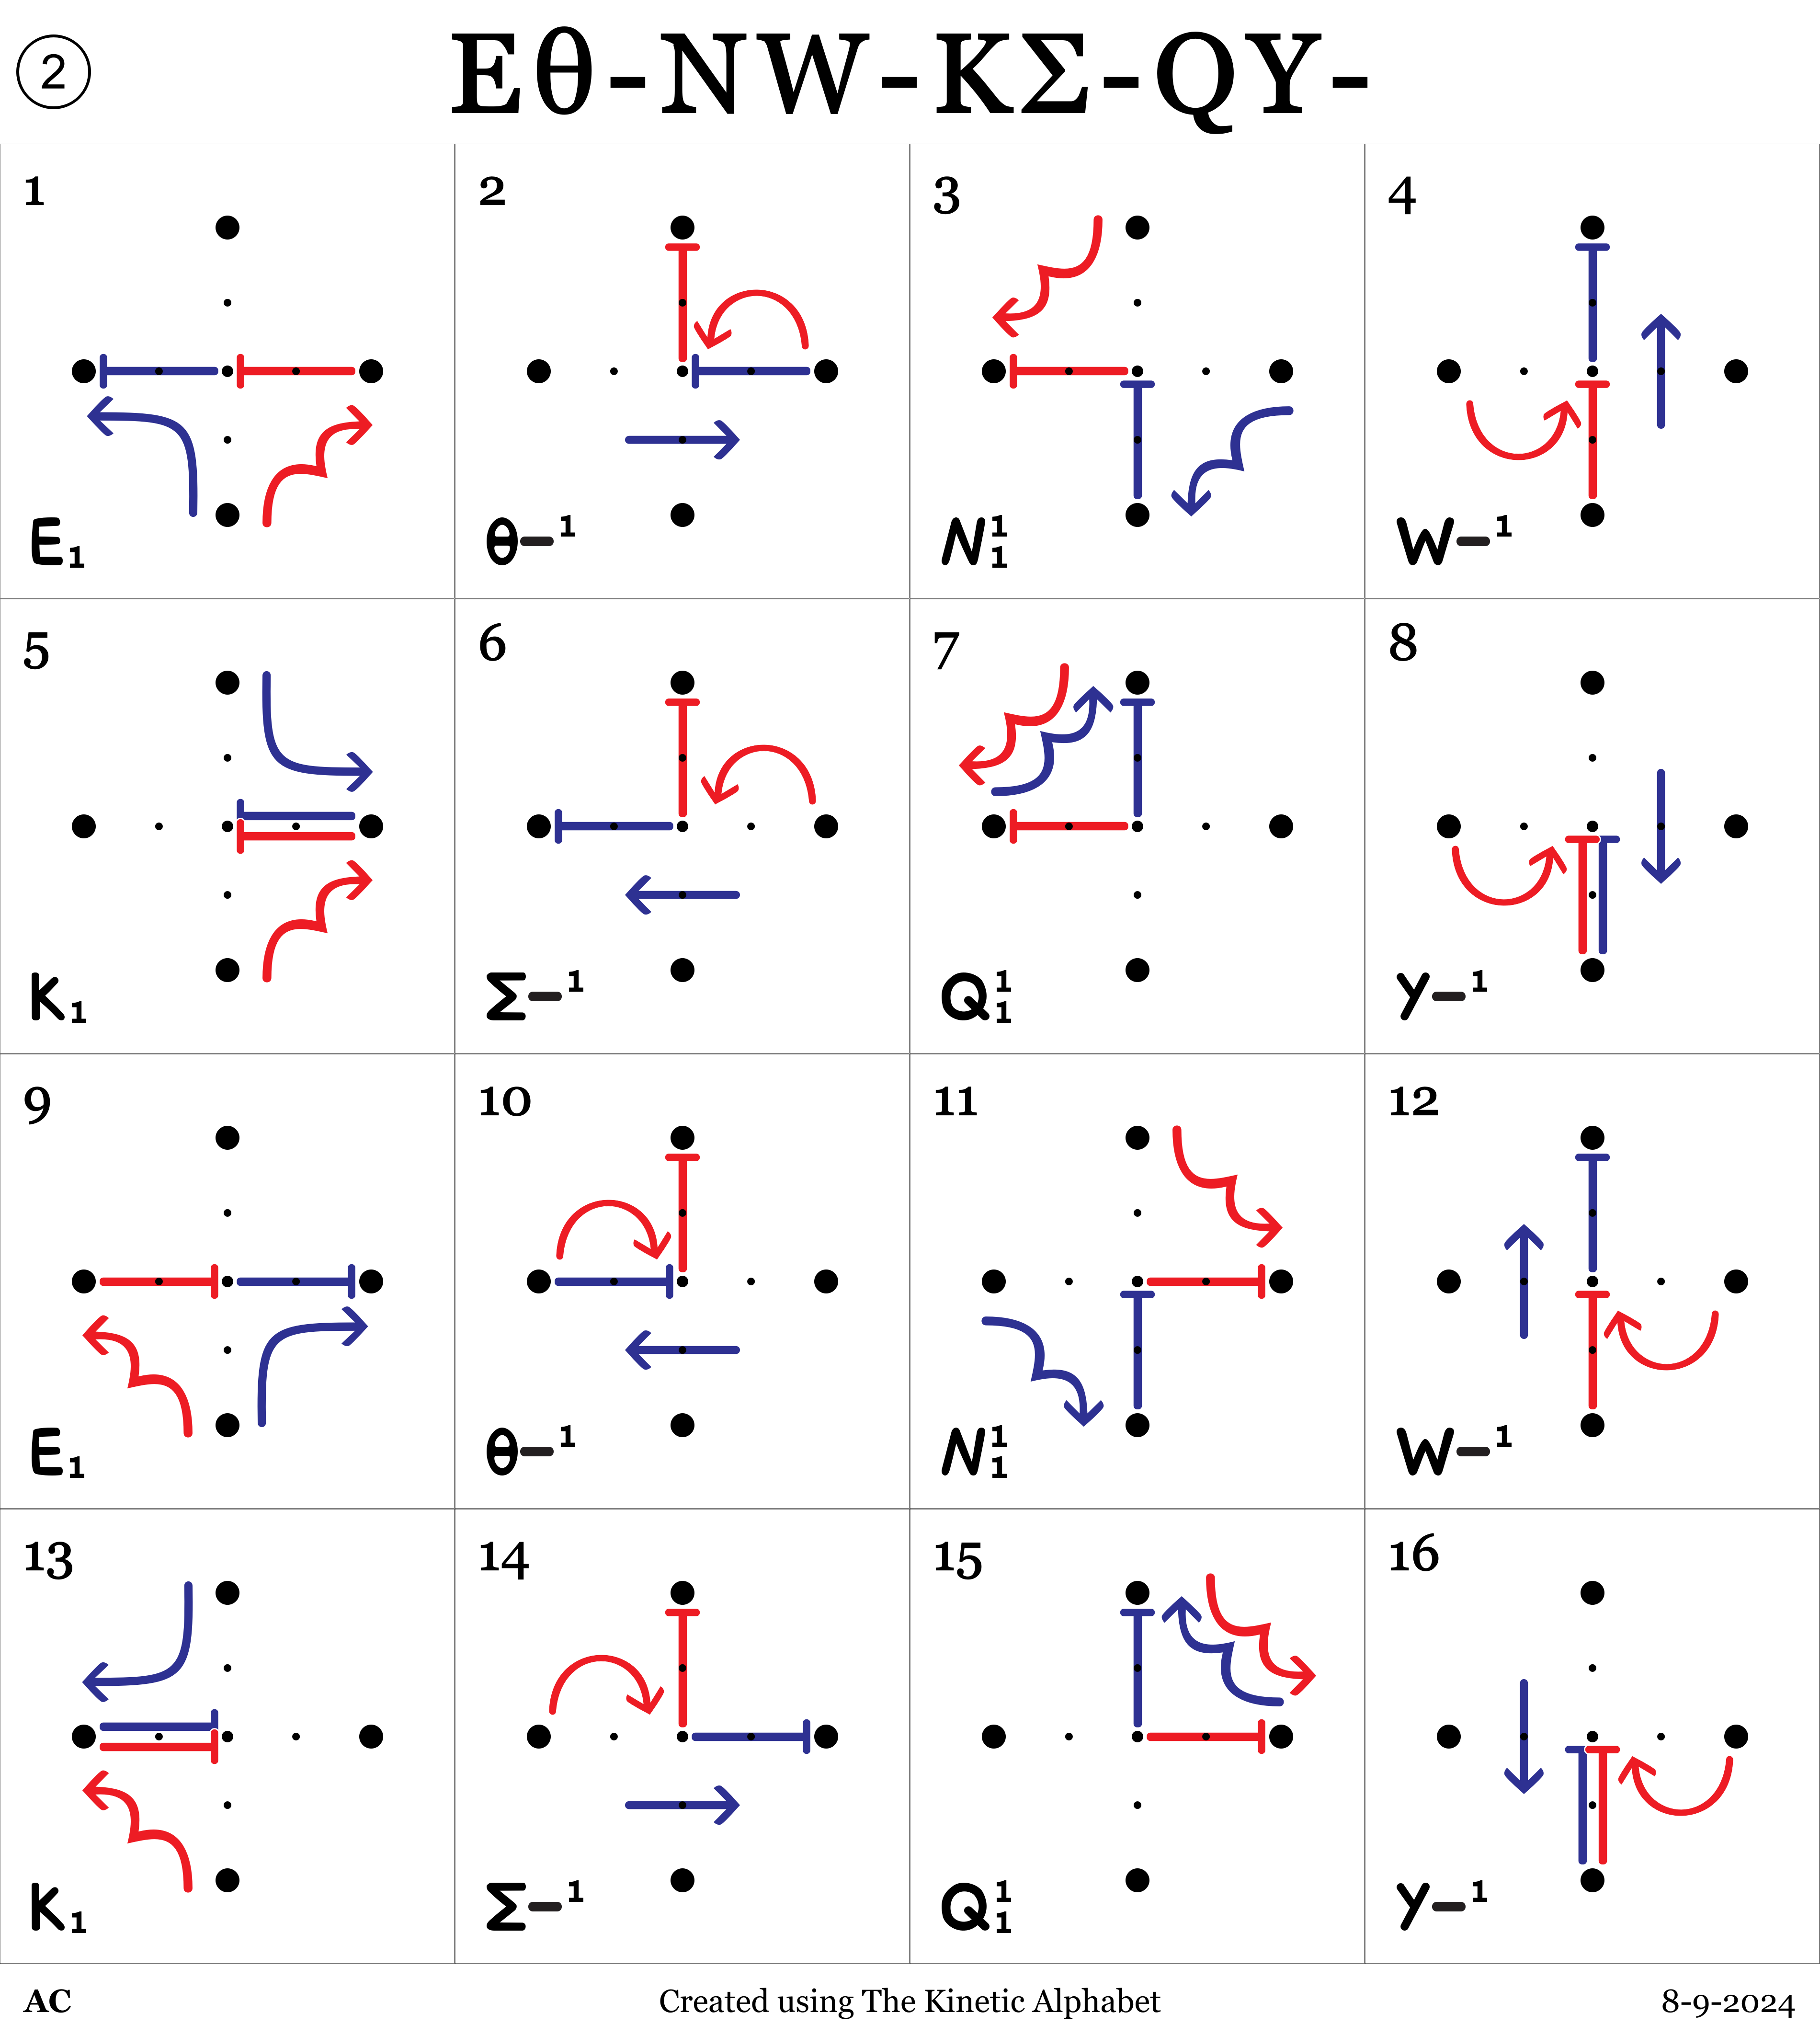 ② Eθ-NW-KΣ-QY-
1 2 3 4
E₁ θ-¹ N¹₁ W-¹
5 6 7 8
K₁ Σ-¹ Q¹₁ Y-¹
9 10 11 12
E₁ θ-¹ N¹₁ W-¹
13 14 15 16
K₁ Σ-¹ Q¹₁ Y-¹
AC Created using The Kinetic Alphabet 8-9-2024